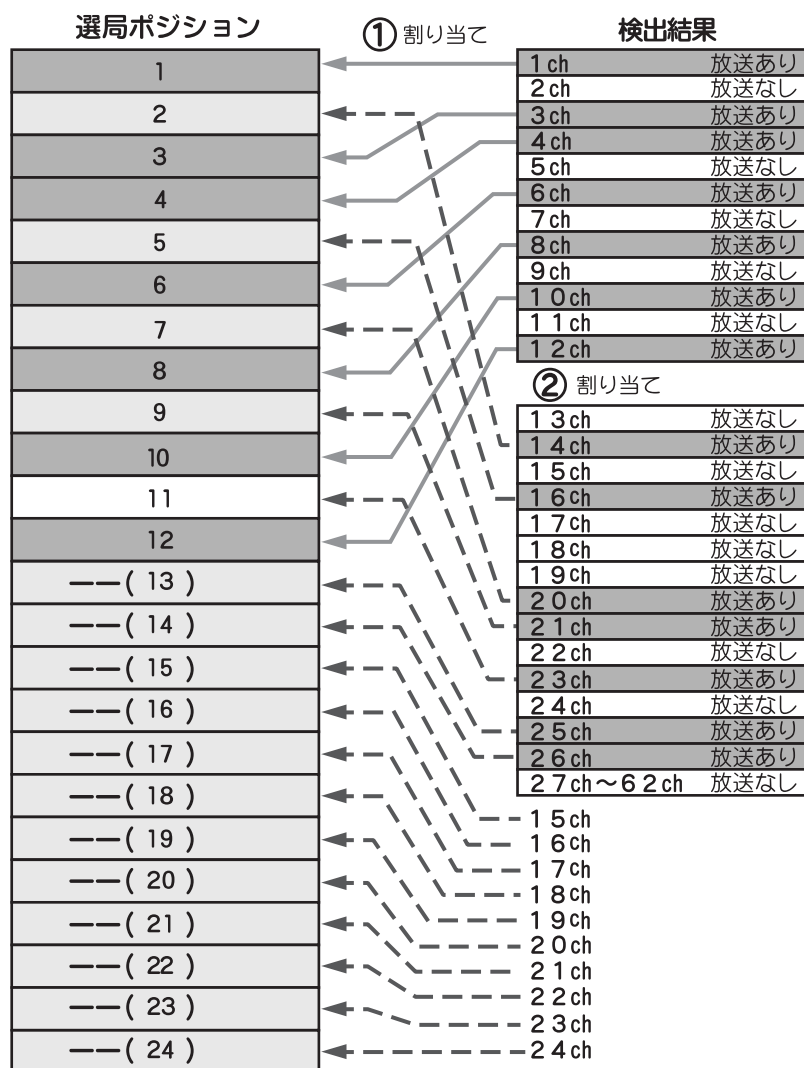 選局ポジション
1
2
3
4
5
6
7
8
9
10
11
12
——( 13 )
——( 14 )
——( 15 )
——( 16 )
——( 17 )
——( 18 )
——( 19 )
——( 20 )
——( 21 )
——( 22 )
——( 23 )
——( 24 )
① 割り当て
検出結果
1ch 放送あり
2ch 放送なし
3ch 放送あり
4ch 放送あり
5ch 放送なし
6ch 放送あり
7ch 放送なし
8ch 放送あり
9ch 放送なし
10ch 放送あり
11ch 放送なし
12ch 放送あり
② 割り当て
13ch 放送なし
14ch 放送あり
15ch 放送なし
16ch 放送あり
17ch 放送なし
18ch 放送なし
19ch 放送なし
20ch 放送あり
21ch 放送あり
22ch 放送なし
23ch 放送あり
24ch 放送なし
25ch 放送あり
26ch 放送あり
27ch～62ch 放送なし
15ch
16ch
17ch
18ch
19ch
20ch
21ch
22ch
23ch
24ch